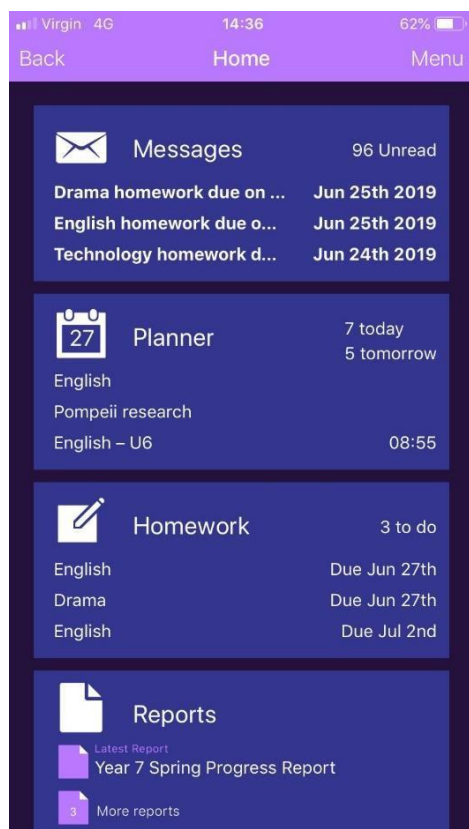 Virgin 4G 14:36 62%
Back Home Menu
Messages 96 Unread
Drama homework due on ... Jun 25th 2019
English homework due o... Jun 25th 2019
Technology homework d... Jun 24th 2019
27 Planner 7 today
5 tomorrow
English
Pompeii research
English – U6 08:55
Homework 3 to do
English Due Jun 27th
Drama Due Jun 27th
English Due Jul 2nd
Reports
Latest Report
Year 7 Spring Progress Report
3 More reports